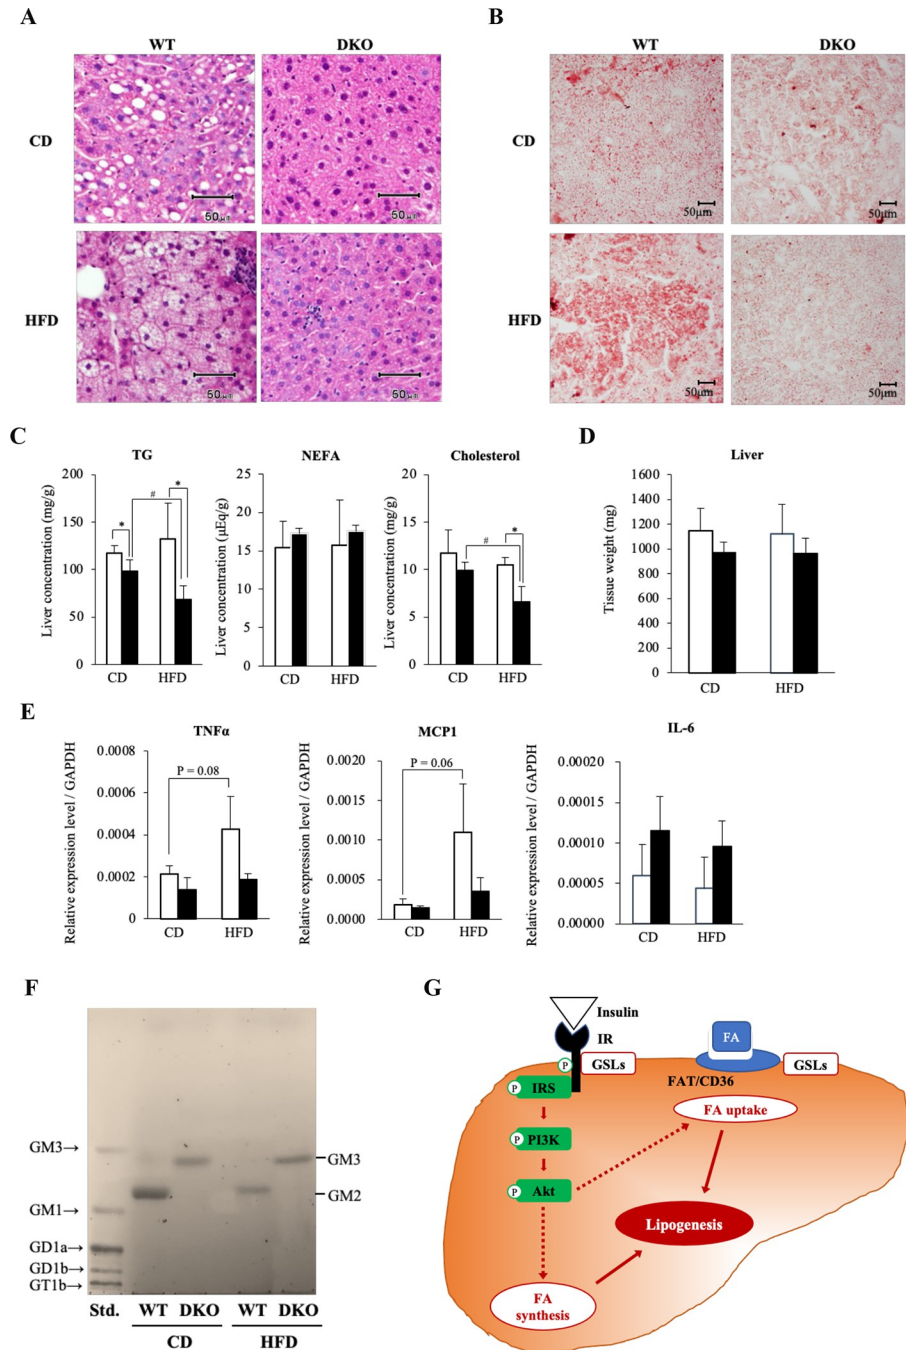 A
WT
DKO
CD
50μm
50μm
HFD
50μm
50μm
B
WT
DKO
CD
50μm
50μm
HFD
50μm
50μm
C
TG
Liver concentration (mg/g)
200
150
100
50
0
*
#
*
CD
HFD
NEFA
Liver concentration (μEq/g)
25
20
15
10
5
0
CD
HFD
Cholesterol
Liver concentration (mg/g)
20
15
10
5
0
#
*
CD
HFD
D
Liver
Tissue weight (mg)
1600
1400
1200
1000
800
600
400
200
0
CD
HFD
E
TNFα
Relative expression level / GAPDH
0.0008
0.0006
0.0004
0.0002
0
P = 0.08
CD
HFD
MCP1
Relative expression level / GAPDH
0.0020
0.0015
0.0010
0.0005
0.0000
P = 0.06
CD
HFD
IL-6
Relative expression level / GAPDH
0.00020
0.00015
0.00010
0.00005
0.00000
CD
HFD
F
GM3→
GM1→
GD1a→
GD1b→
GT1b→
GM3
GM2
Std.
WT DKO
WT DKO
CD
HFD
G
Insulin
IR
P
GSLs
FA
GSLs
FAT/CD36
P
IRS
FA uptake
P
PI3K
P
Akt
Lipogenesis
FA
synthesis